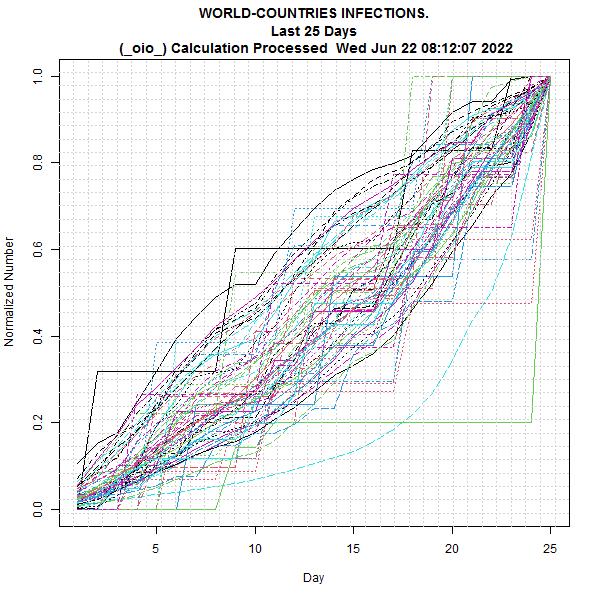 WORLD-COUNTRIES INFECTIONS.
Last 25 Days
(_oio_) Calculation Processed  Wed Jun 22 08:12:07 2022
Normalized Number
1.0
0.8
0.6
0.4
0.2
0.0
5 10 15 20 25
Day